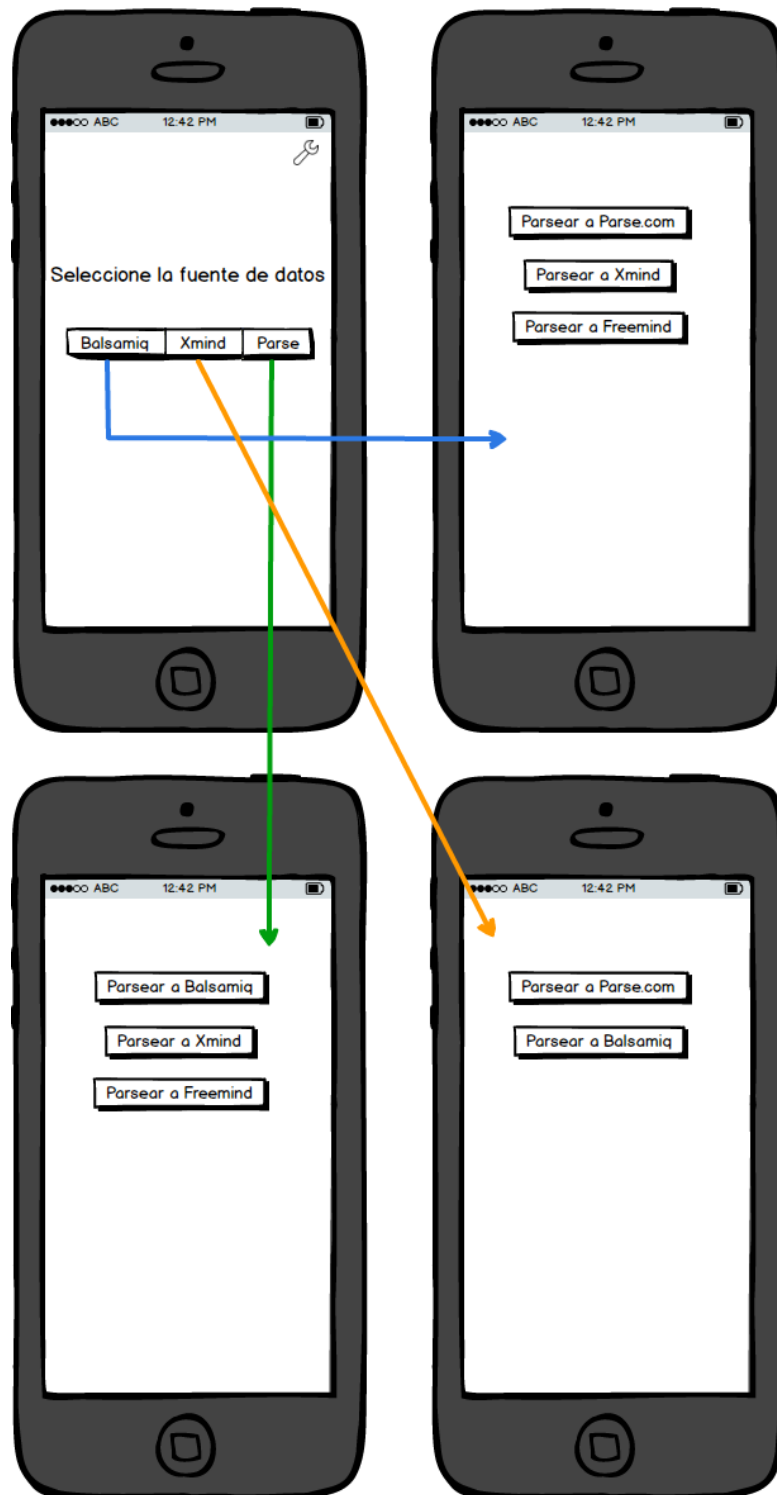 ABC 12:42 PM
Seleccione la fuente de datos
Balsamiq Xmind Parse
ABC 12:42 PM
Parsear a Parse.com
Parsear a Xmind
Parsear a Freemind
ABC 12:42 PM
Parsear a Balsamiq
Parsear a Xmind
Parsear a Freemind
ABC 12:42 PM
Parsear a Parse.com
Parsear a Balsamiq